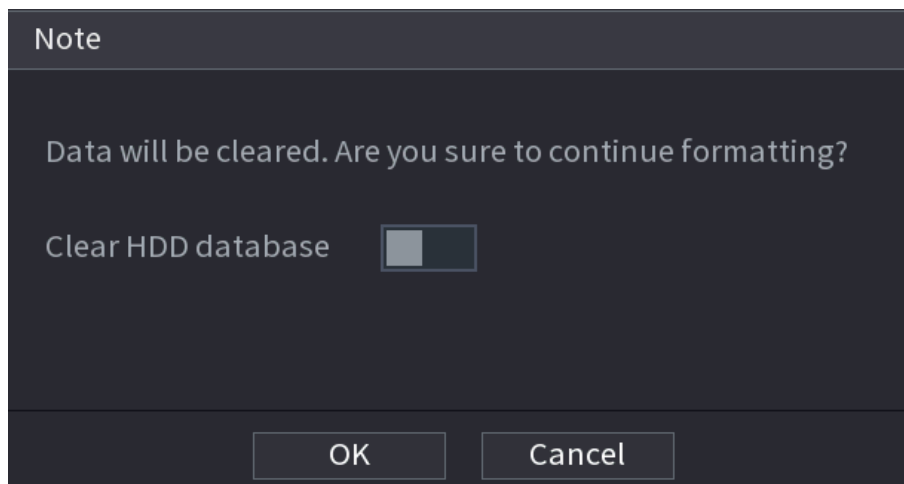 Note
Data will be cleared. Are you sure to continue formatting?
Clear HDD database
OK
Cancel